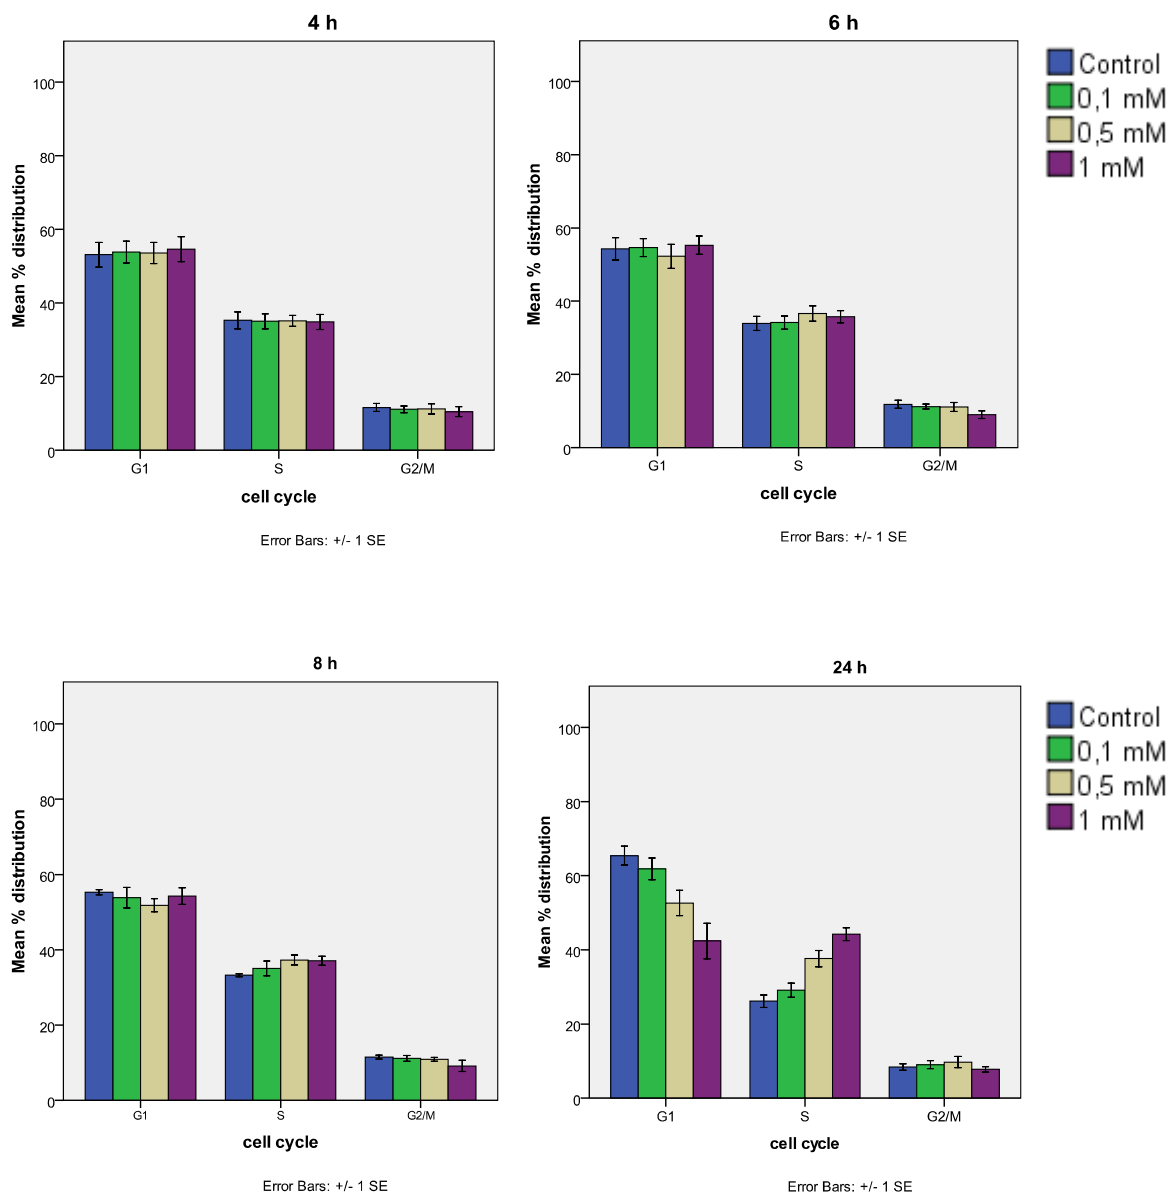 4 h
6 h
Control
0,1 mM
0,5 mM
1 mM
Mean % distribution
100
80
60
40
20
0
G1
S
G2/M
cell cycle
Error Bars: +/- 1 SE
Mean % distribution
100
80
60
40
20
0
G1
S
G2/M
cell cycle
Error Bars: +/- 1 SE
8 h
24 h
Control
0,1 mM
0,5 mM
1 mM
Mean % distribution
100
80
60
40
20
0
G1
S
G2/M
cell cycle
Error Bars: +/- 1 SE
Mean % distribution
100
80
60
40
20
0
G1
S
G2/M
cell cycle
Error Bars: +/- 1 SE